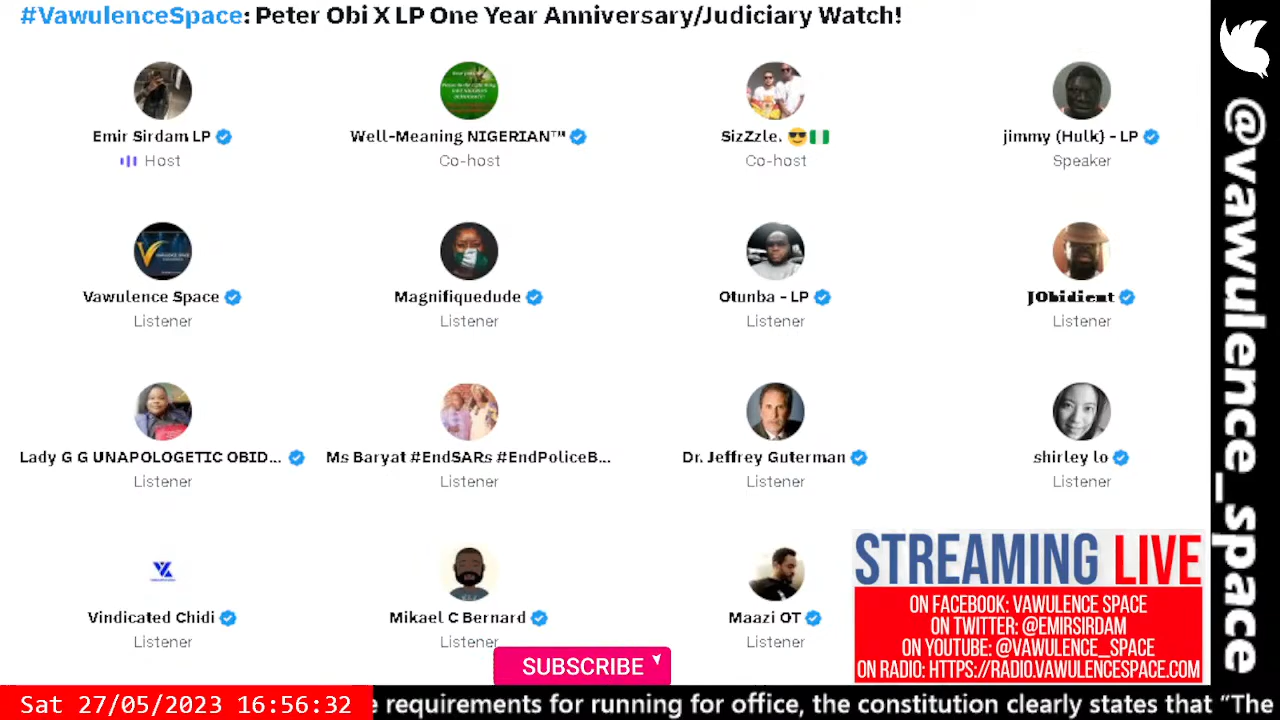 #VawulenceSpace: Peter Obi X LP One Year Anniversary/Judiciary Watch!
Emir Sirdam LP
Host
Well-Meaning NIGERIAN™
Co-host
SizZzle. 😎🇳🇬
Co-host
jimmy (Hulk) - LP
Speaker
Vawulence Space
Listener
Magnifiquedude
Listener
Otunba - LP
Listener
JObidient
Listener
Lady G G UNAPOLOGETIC OBID...
Listener
Ms Baryat #EndSARs #EndPoliceB...
Listener
Dr. Jeffrey Guterman
Listener
shirley lo
Listener
Vindicated Chidi
Listener
Mikael C Bernard
Listener
Maazi OT
Listener
STREAMING LIVE
ON FACEBOOK: VAWULENCE SPACE
ON TWITTER: @EMIRSIRDAM
ON YOUTUBE: @VAWULENCE_SPACE
ON RADIO: HTTPS://RADIO.VAWULENCESPACE.COM
SUBSCRIBE
Sat 27/05/2023 16:56:32
e requirements for running for office, the constitution clearly states that “The
@vawulence_space